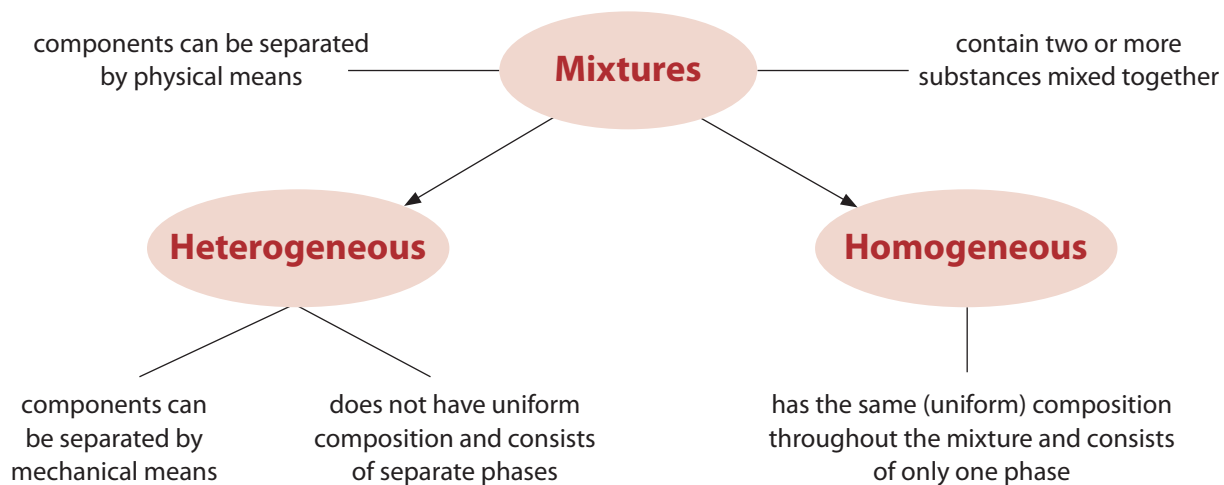 components can be separated
by physical means
Mixtures
contain two or more
substances mixed together
Heterogeneous
Homogeneous
components can
be separated by
mechanical means
does not have uniform
composition and consists
of separate phases
has the same (uniform) composition
throughout the mixture and consists
of only one phase